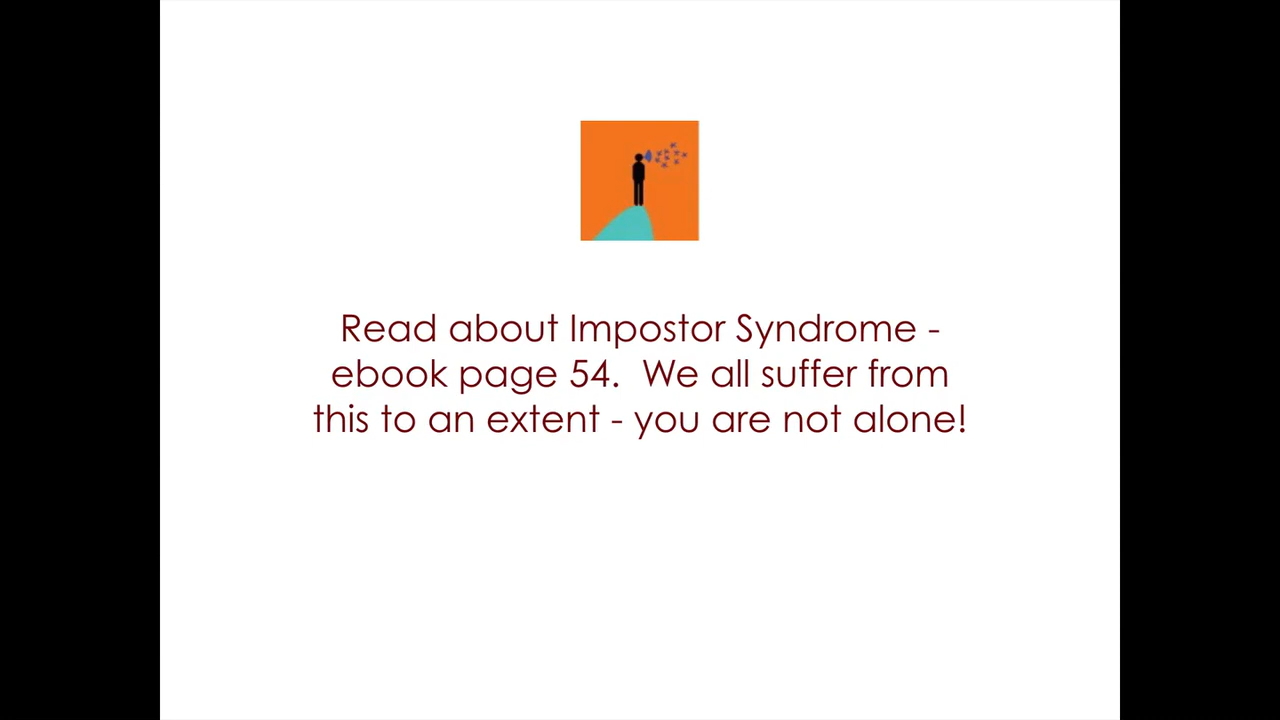 Read about Impostor Syndrome -
ebook page 54.  We all suffer from
this to an extent - you are not alone!